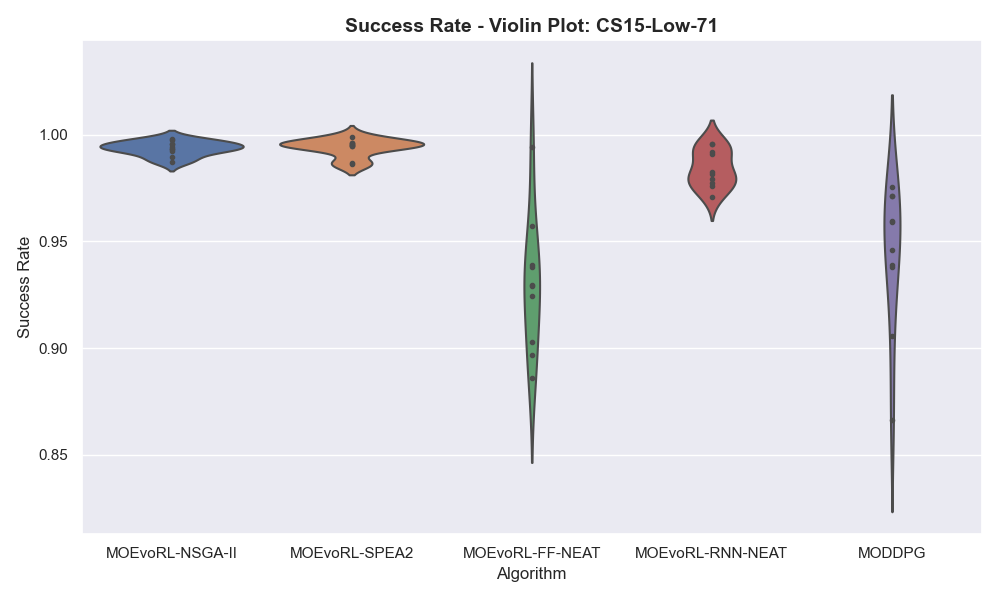 Success Rate - Violin Plot: CS15-Low-71
Success Rate
1.00
0.95
0.90
0.85
MOEvoRL-NSGA-II
MOEvoRL-SPEA2
MOEvoRL-FF-NEAT
MOEvoRL-RNN-NEAT
MODDPG
Algorithm